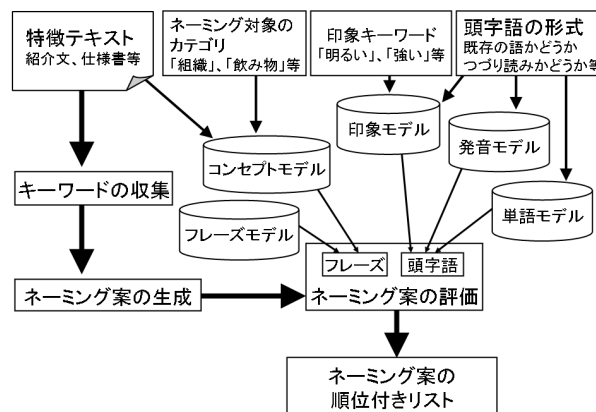 特徴テキスト
紹介文、仕様書等
ネーミング対象の
カテゴリ
「組織」、「飲み物」等
印象キーワード
「明るい」、「強い」等
頭字語の形式
既存の語かどうか
つづり読みかどうか等
印象モデル
発音モデル
コンセプトモデル
キーワードの収集
単語モデル
フレーズモデル
フレーズ
頭字語
ネーミング案の生成
ネーミング案の評価
ネーミング案の
順位付きリスト